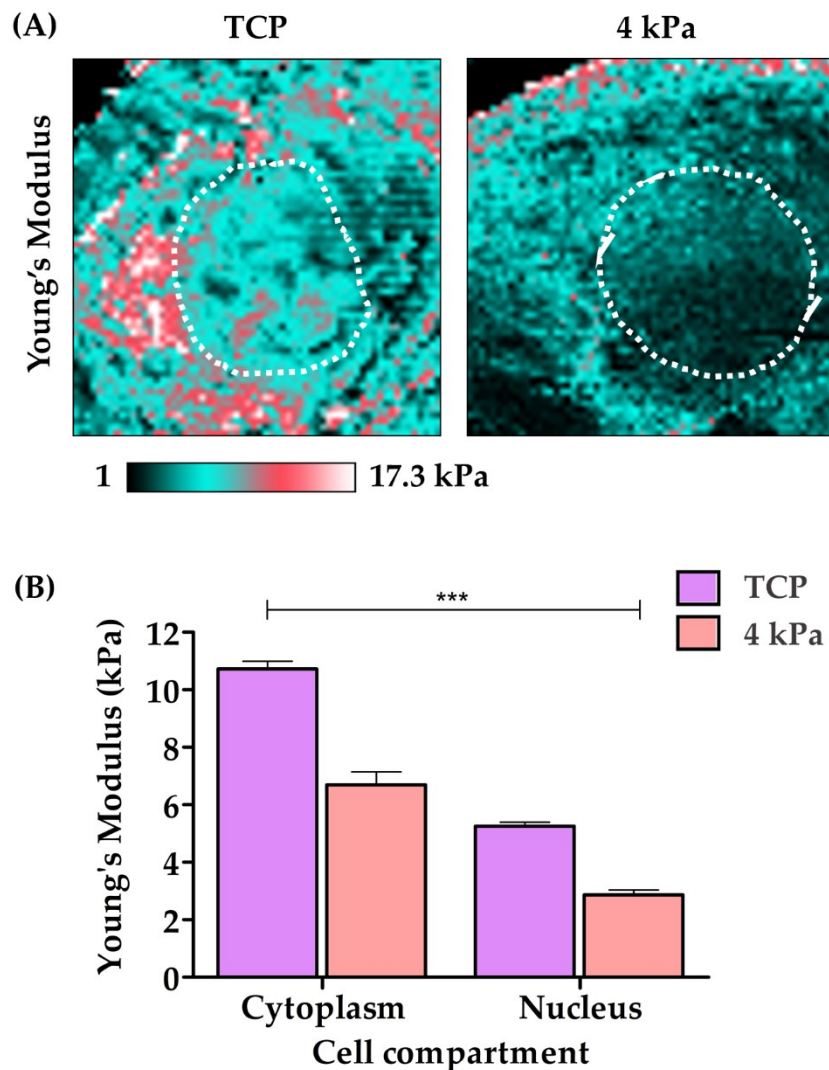 (A)
TCP
4 kPa
Young's Modulus
1
17.3 kPa
(B)
***
TCP
4 kPa
Young's Modulus (kPa)
12
10
8
6
4
2
0
Cytoplasm
Nucleus
Cell compartment